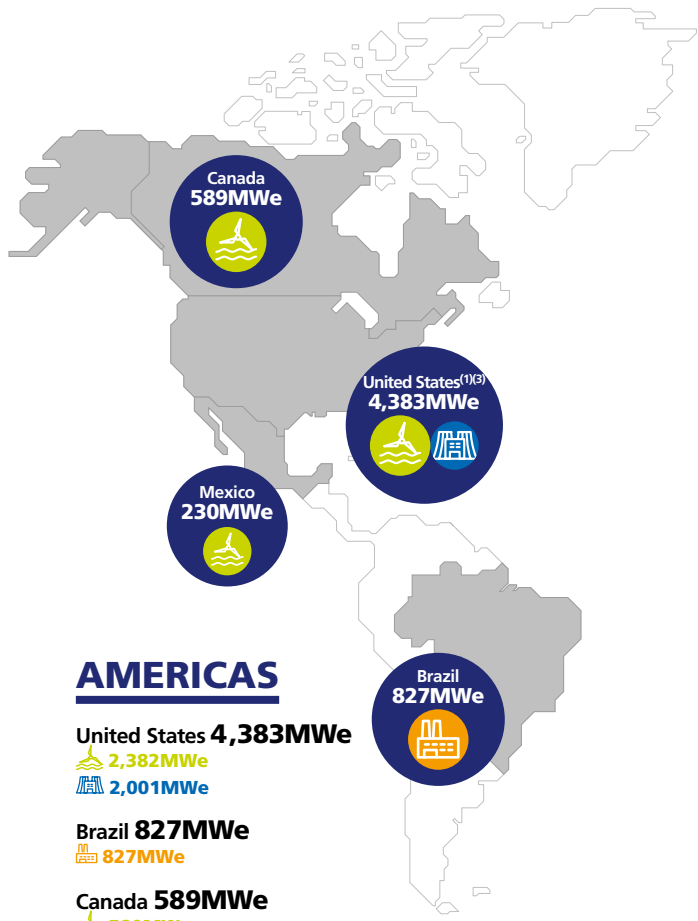 Canada
589MWe
United States(1)(3)
4,383MWe
Mexico
230MWe
Brazil
827MWe
AMERICAS
United States 4,383MWe
2,382MWe
2,001MWe
Brazil 827MWe
827MWe
Canada 589MWe